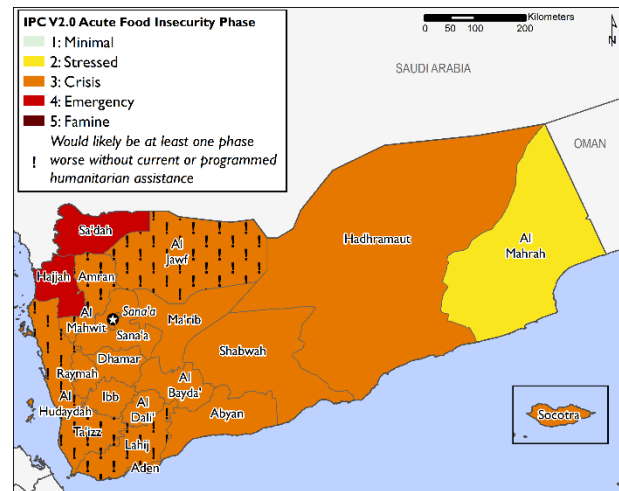 IPC V2.0 Acute Food Insecurity Phase
1: Minimal
2: Stressed
3: Crisis
4: Emergency
5: Famine
Would likely be at least one phase
! worse without current or programmed
humanitarian assistance
Kilometers
0 50 100 200
N
SAUDI ARABIA
OMAN
Sa'dah
Al
Jawf
Hadhramaut
Al
Mahrah
Hajjah
Amran
Al
Mahwit
Sana'a
Sana'a
Ma'rib
Shabwah
Dhamar
Raymah
Al
Hudaydah
Ibb
Al
Dali'
Al
Bayda'
Abyan
Ta'izz
Lahij
Aden
Socotra